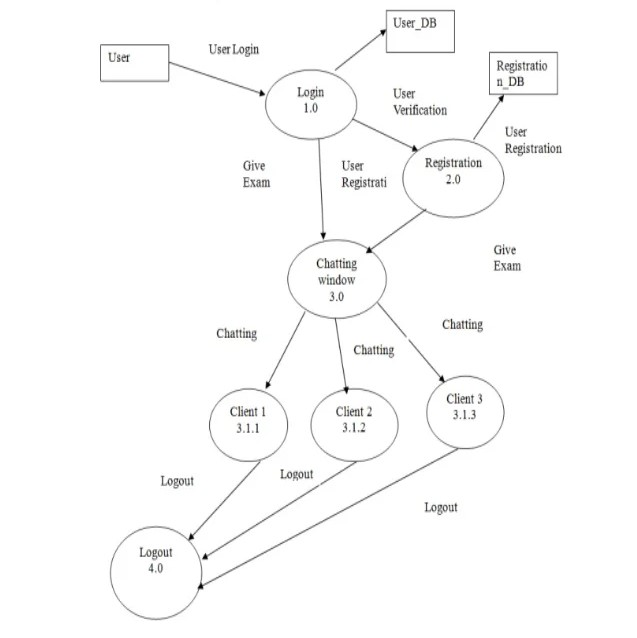 User_DB
User Login
User
Registratio
n_DB
Login
1.0
User
Verification
User
Registration
Give
Exam
User
Registrati
Registration
2.0
Give
Exam
Chatting
window
3.0
Chatting
Chatting
Chatting
Client 1
3.1.1
Client 2
3.1.2
Client 3
3.1.3
Logout
Logout
Logout
Logout
4.0